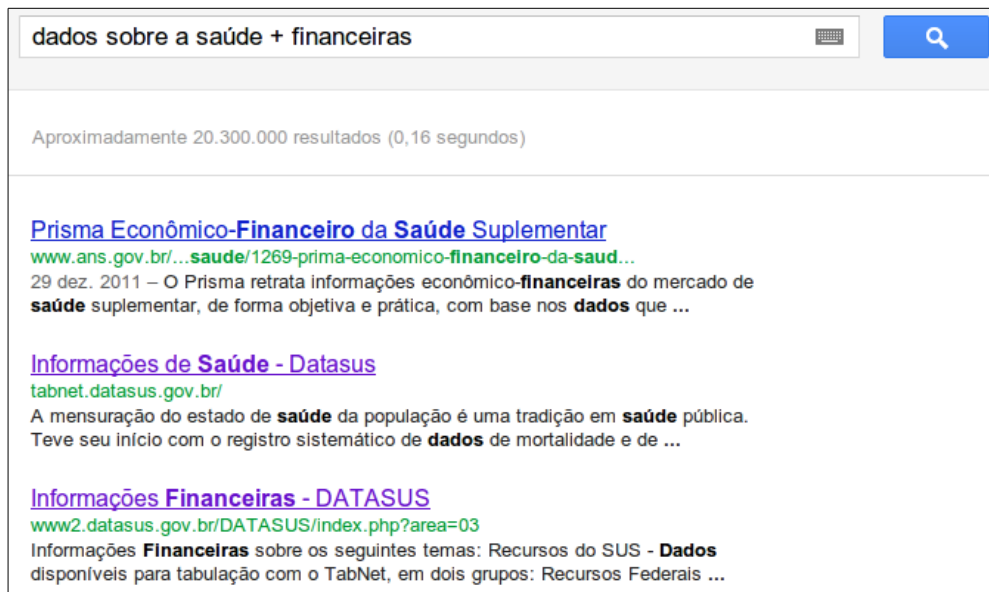 dados sobre a saúde + financeiras
Aproximadamente 20.300.000 resultados (0,16 segundos)
Prisma Econômico-Financeiro da Saúde Suplementar
www.ans.gov.br/...saude/1269-prima-economico-financeiro-da-saud...
29 dez. 2011 – O Prisma retrata informações econômico-financeiras do mercado de
saúde suplementar, de forma objetiva e prática, com base nos dados que ...
Informações de Saúde - Datasus
tabnet.datasus.gov.br/
A mensuração do estado de saúde da população é uma tradição em saúde pública.
Teve seu início com o registro sistemático de dados de mortalidade e de ...
Informações Financeiras - DATASUS
www2.datasus.gov.br/DATASUS/index.php?area=03
Informações Financeiras sobre os seguintes temas: Recursos do SUS - Dados
disponíveis para tabulação com o TabNet, em dois grupos: Recursos Federais ...